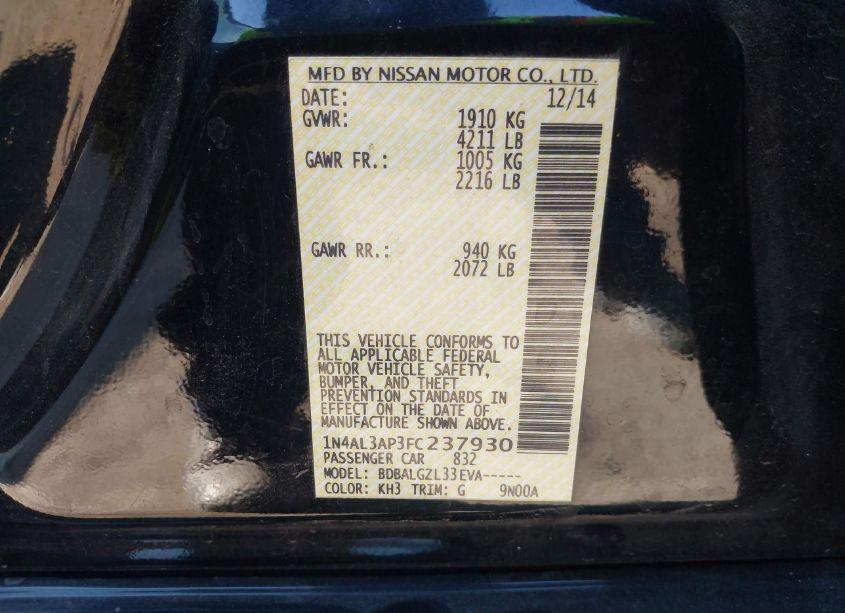 MFD BY NISSAN MOTOR CO., LTD.
DATE: 12/14
GVWR: 1910 KG
4211 LB
GAWR FR.: 1005 KG
2216 LB
GAWR RR.: 940 KG
2072 LB
THIS VEHICLE CONFORMS TO
ALL APPLICABLE FEDERAL
MOTOR VEHICLE SAFETY,
BUMPER, AND THEFT
PREVENTION STANDARDS IN
EFFECT ON THE DATE OF
MANUFACTURE SHOWN ABOVE.
1N4AL3AP3FC237930
PASSENGER CAR 832
MODEL: BDBALGZL33EVA-----
COLOR: KH3 TRIM: G 9N00A